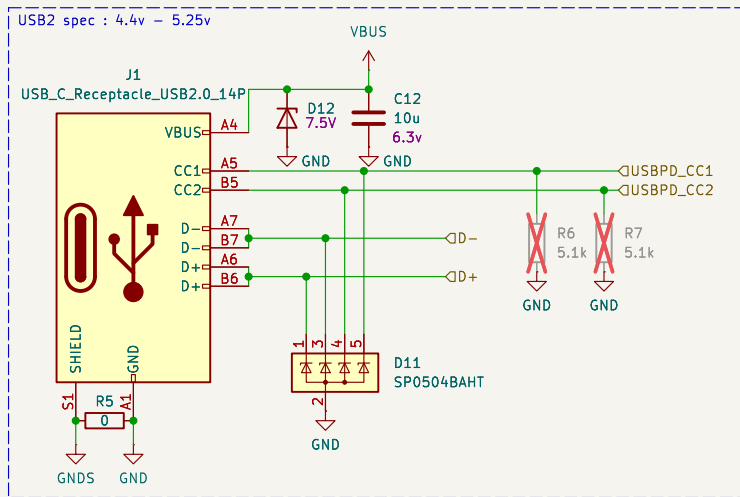 USB2 spec : 4.4v – 5.25v
VBUS
J1
USB_C_Receptacle_USB2.0_14P
D12
7.5V
C12
10u
6.3v
GND
GND
VBUS
A4
CC1
A5
CC2
B5
USBPD_CC1
USBPD_CC2
D-
A7
D-
B7
D+
A6
D+
B6
D-
D+
R6
5.1k
R7
5.1k
GND
GND
SHIELD
GND
1
3
4
5
D11
SP0504BAHT
2
GND
S1
R5
0
A1
GNDS
GND